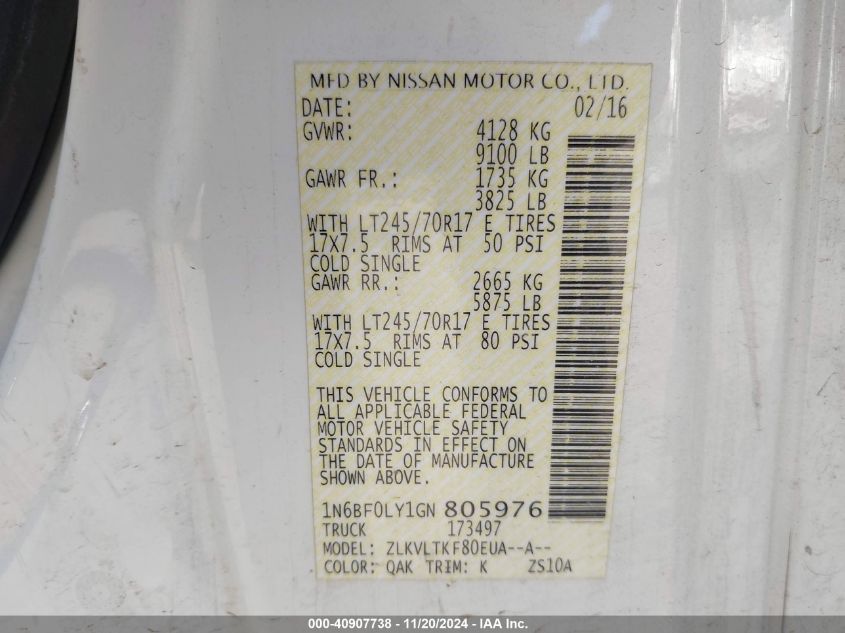 MFD BY NISSAN MOTOR CO., LTD.
DATE: 02/16
GVWR: 4128 KG
9100 LB
GAWR FR.: 1735 KG
3825 LB
WITH LT245/70R17 E TIRES
17X7.5 RIMS AT 50 PSI
COLD SINGLE
GAWR RR.: 2665 KG
5875 LB
WITH LT245/70R17 E TIRES
17X7.5 RIMS AT 80 PSI
COLD SINGLE
THIS VEHICLE CONFORMS TO
ALL APPLICABLE FEDERAL
MOTOR VEHICLE SAFETY
STANDARDS IN EFFECT ON
THE DATE OF MANUFACTURE
SHOWN ABOVE.
1N6BF0LY1GN 805976
TRUCK 173497
MODEL: ZLKVLTKF80EUA--A--
COLOR: QAK TRIM: K ZS10A
000-40907738 - 11/20/2024 - IAA Inc.